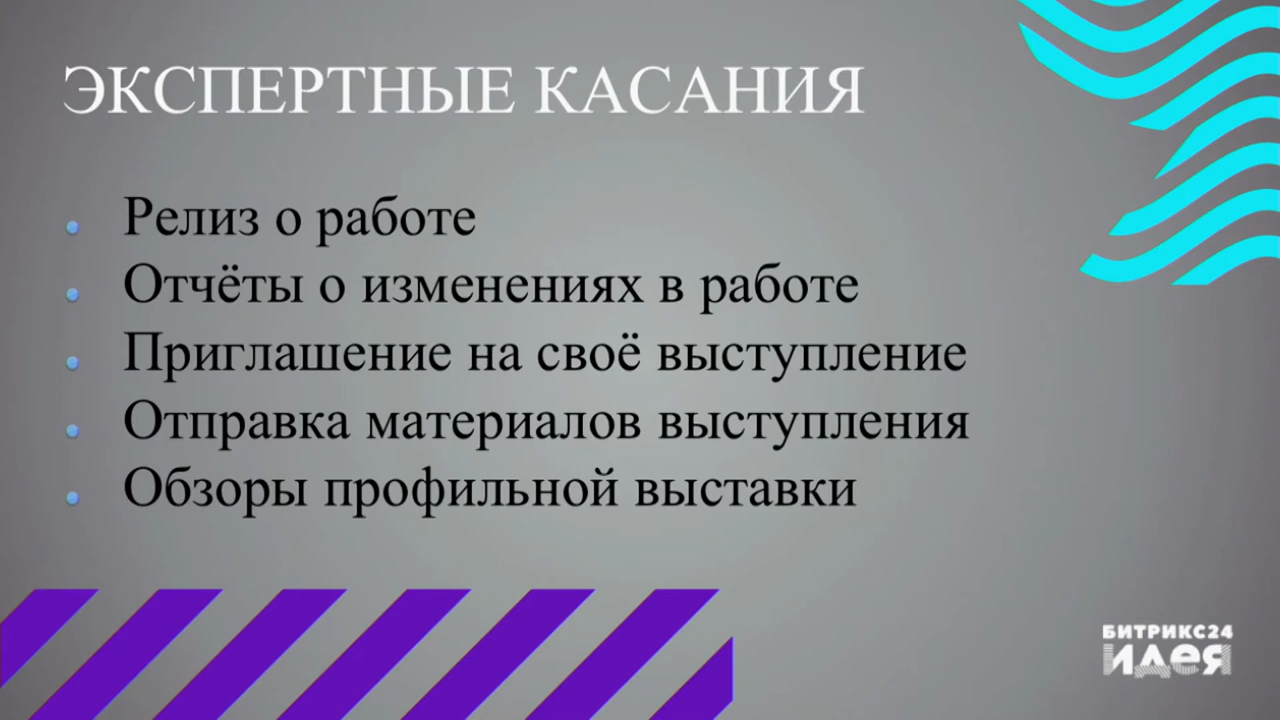 ЭКСПЕРТНЫЕ КАСАНИЯ
Релиз о работе
Отчёты о изменениях в работе
Приглашение на своё выступление
Отправка материалов выступления
Обзоры профильной выставки
БИТРИКС24
идея